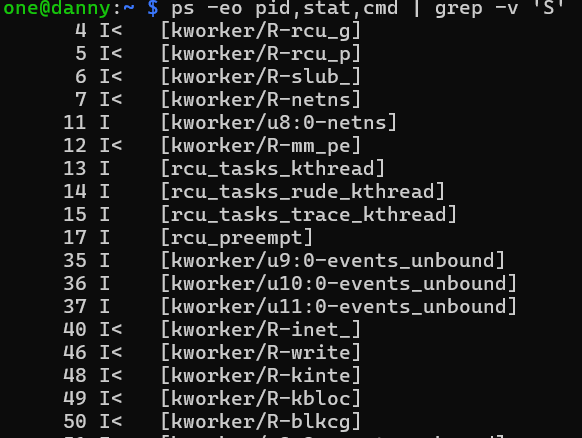 one@danny:~ $ ps -eo pid,stat,cmd | grep -v 'S'
4 I<   [kworker/R-rcu_g]
5 I<   [kworker/R-rcu_p]
6 I<   [kworker/R-slub_]
7 I<   [kworker/R-netns]
11 I    [kworker/u8:0-netns]
12 I<   [kworker/R-mm_pe]
13 I    [rcu_tasks_kthread]
14 I    [rcu_tasks_rude_kthread]
15 I    [rcu_tasks_trace_kthread]
17 I    [rcu_preempt]
35 I    [kworker/u9:0-events_unbound]
36 I    [kworker/u10:0-events_unbound]
37 I    [kworker/u11:0-events_unbound]
40 I<   [kworker/R-inet_]
46 I<   [kworker/R-write]
48 I<   [kworker/R-kinte]
49 I<   [kworker/R-kbloc]
50 I<   [kworker/R-blkcg]